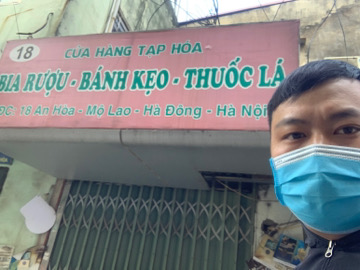 18
CỬA HÀNG TẠP HÓA
BIA RƯỢU - BÁNH KẸO - THUỐC LÁ
ĐC: 18 An Hòa - Mộ Lao - Hà Đông - Hà Nội